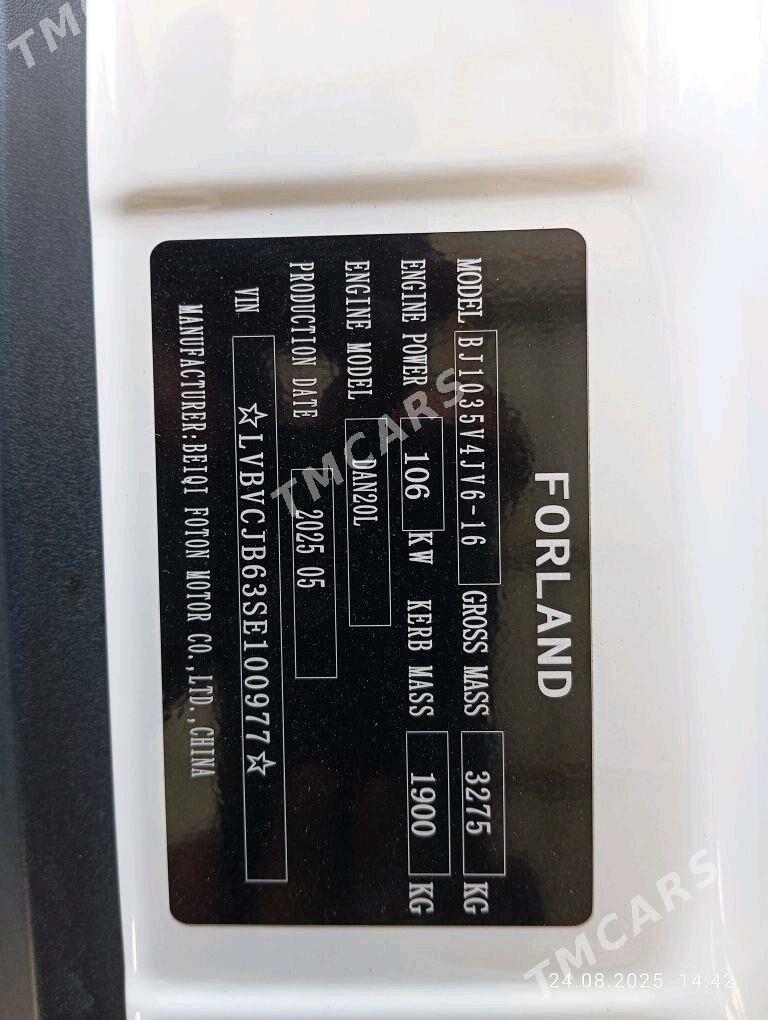 FORLAND
MODEL BJ1035V4JV6-16 GROSS MASS 3275 KG
ENGINE POWER 106 KW KERB MASS 1900 KG
ENGINE MODEL DAN20L
PRODUCTION DATE 2025 05
VIN ☆LVBVCJB63SE100977☆
MANUFACTURER:BEIQI FOTON MOTOR CO.,LTD.,CHINA
TMCARS
TMCARS
24.08.2025 14:42